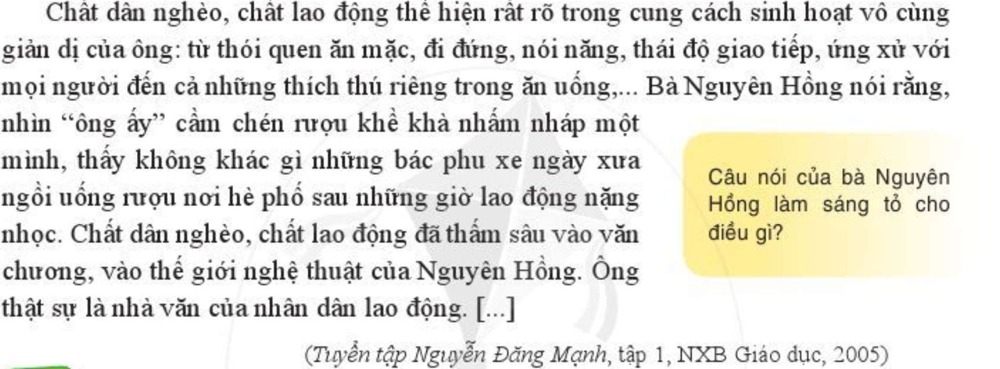 Chất dân nghèo, chất lao động thể hiện rất rõ trong cung cách sinh hoạt vô cùng
giản dị của ông: từ thói quen ăn mặc, đi đứng, nói năng, thái độ giao tiếp, ứng xử với
mọi người đến cả những thích thú riêng trong ăn uống,... Bà Nguyên Hồng nói rằng,
nhìn “ông ấy” cầm chén rượu khề khà nhấm nháp một
mình, thấy không khác gì những bác phu xe ngày xưa
ngồi uống rượu nơi hè phố sau những giờ lao động nặng
nhọc. Chất dân nghèo, chất lao động đã thấm sâu vào văn
chương, vào thế giới nghệ thuật của Nguyên Hồng. Ông
thật sự là nhà văn của nhân dân lao động. [...]
Câu nói của bà Nguyên
Hồng làm sáng tỏ cho
điều gì?
(Tuyển tập Nguyễn Đăng Mạnh, tập 1, NXB Giáo dục, 2005)